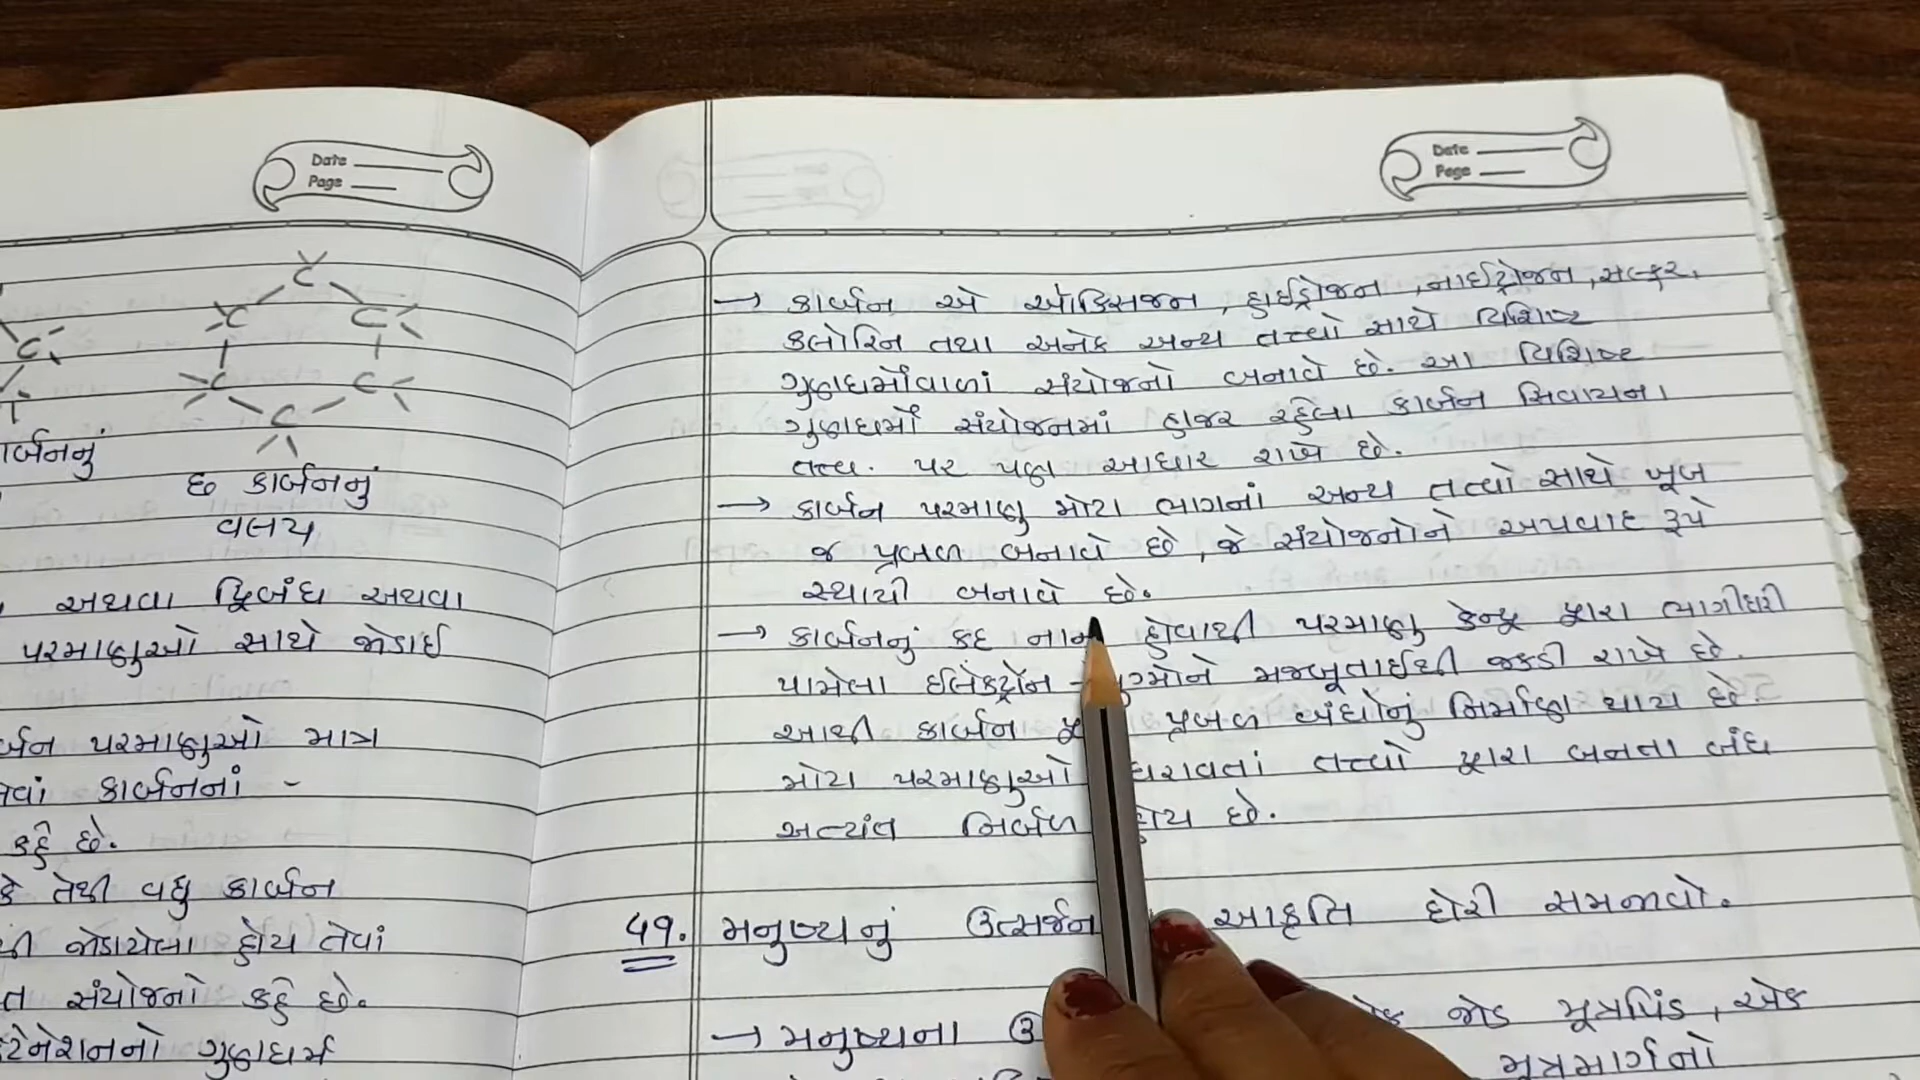 Date
Page
C
C
C
C
C
C
C
ર્બનનું
છ કાર્બનનું
વલય
અથવા દ્વિબંધ અથવા
પરમાણુઓ સાથે જોડાઈ
ર્બન પરમાણુઓ માત્ર
તેવાં કાર્બનનાં -
કહે છે.
કે તેથી વધુ કાર્બન
થી જોડાયેલા હોય તેવાં
ત સંયોજનો કહે છે.
કેટેનેશનનો ગુણધર્મ
Date
Page
→ કાર્બન એ ઓક્સિજન, હાઈડ્રોજન, નાઈટ્રોજન, સલ્ફર,
ક્લોરિન તથા અનેક અન્ય તત્ત્વો સાથે વિશિષ્ટ
ગુણધર્મોવાળાં સંયોજનો બનાવે છે. આ વિશિષ્ટ
ગુણધર્મો સંયોજનમાં હાજર રહેલા કાર્બન સિવાયના
તત્ત્વ. પર પણ આધાર રાખે છે.
→ કાર્બન પરમાણુ મોટા ભાગનાં અન્ય તત્ત્વો સાથે ખૂબ
જ પ્રબળ બનાવે છે, જે સંયોજનોને અપવાદ રૂપે
સ્થાયી બનાવે છે.
→ કાર્બનનું કદ હોવાથી પરમાણુ કેન્દ્ર દ્વારા ભાગીદારી
પામેલા ઈલેક્ટ્રોન - યુગ્મોને મજબૂતાઈથી જકડી રાખે છે.
આથી કાર્બન પ્રબળ બંધોનું નિર્માણ થાય છે.
મોટા પરમાણુઓ ધરાવતાં તત્ત્વો દ્વારા બનતા બંધ
અત્યંત નિર્બળ હોય છે.
49. મનુષ્યનું ઉત્સર્જન આકૃતિ દોરી સમજાવો.
→ મનુષ્યના જોડ મૂત્રપિંડ, એક
મૂત્રમાર્ગનો